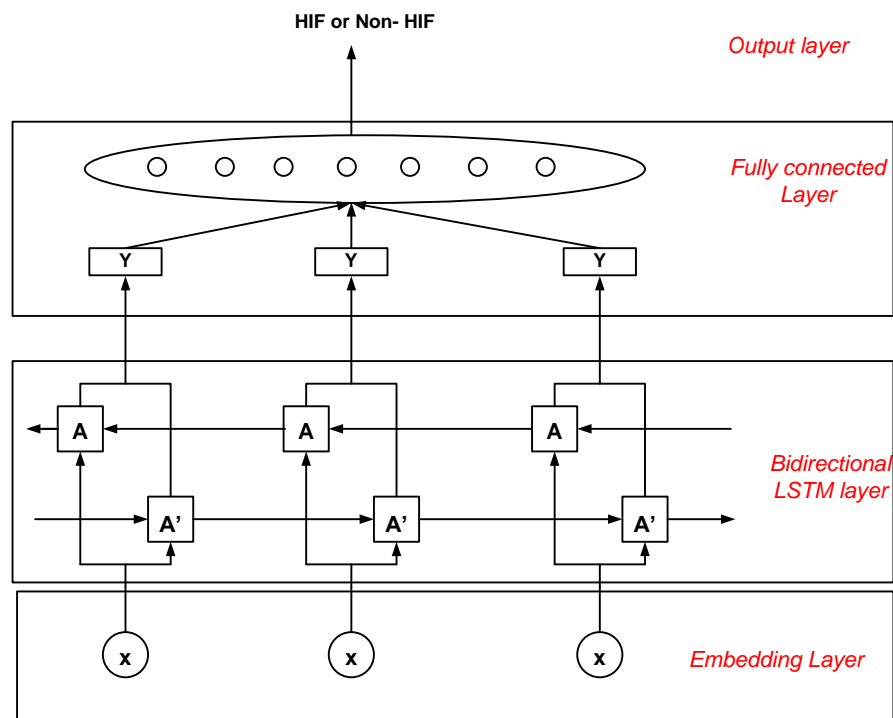 HIF or Non- HIF
Output layer
Fully connected
Layer
Y Y Y
A A A
Bidirectional
LSTM layer
A’ A’ A’
x x x
Embedding Layer